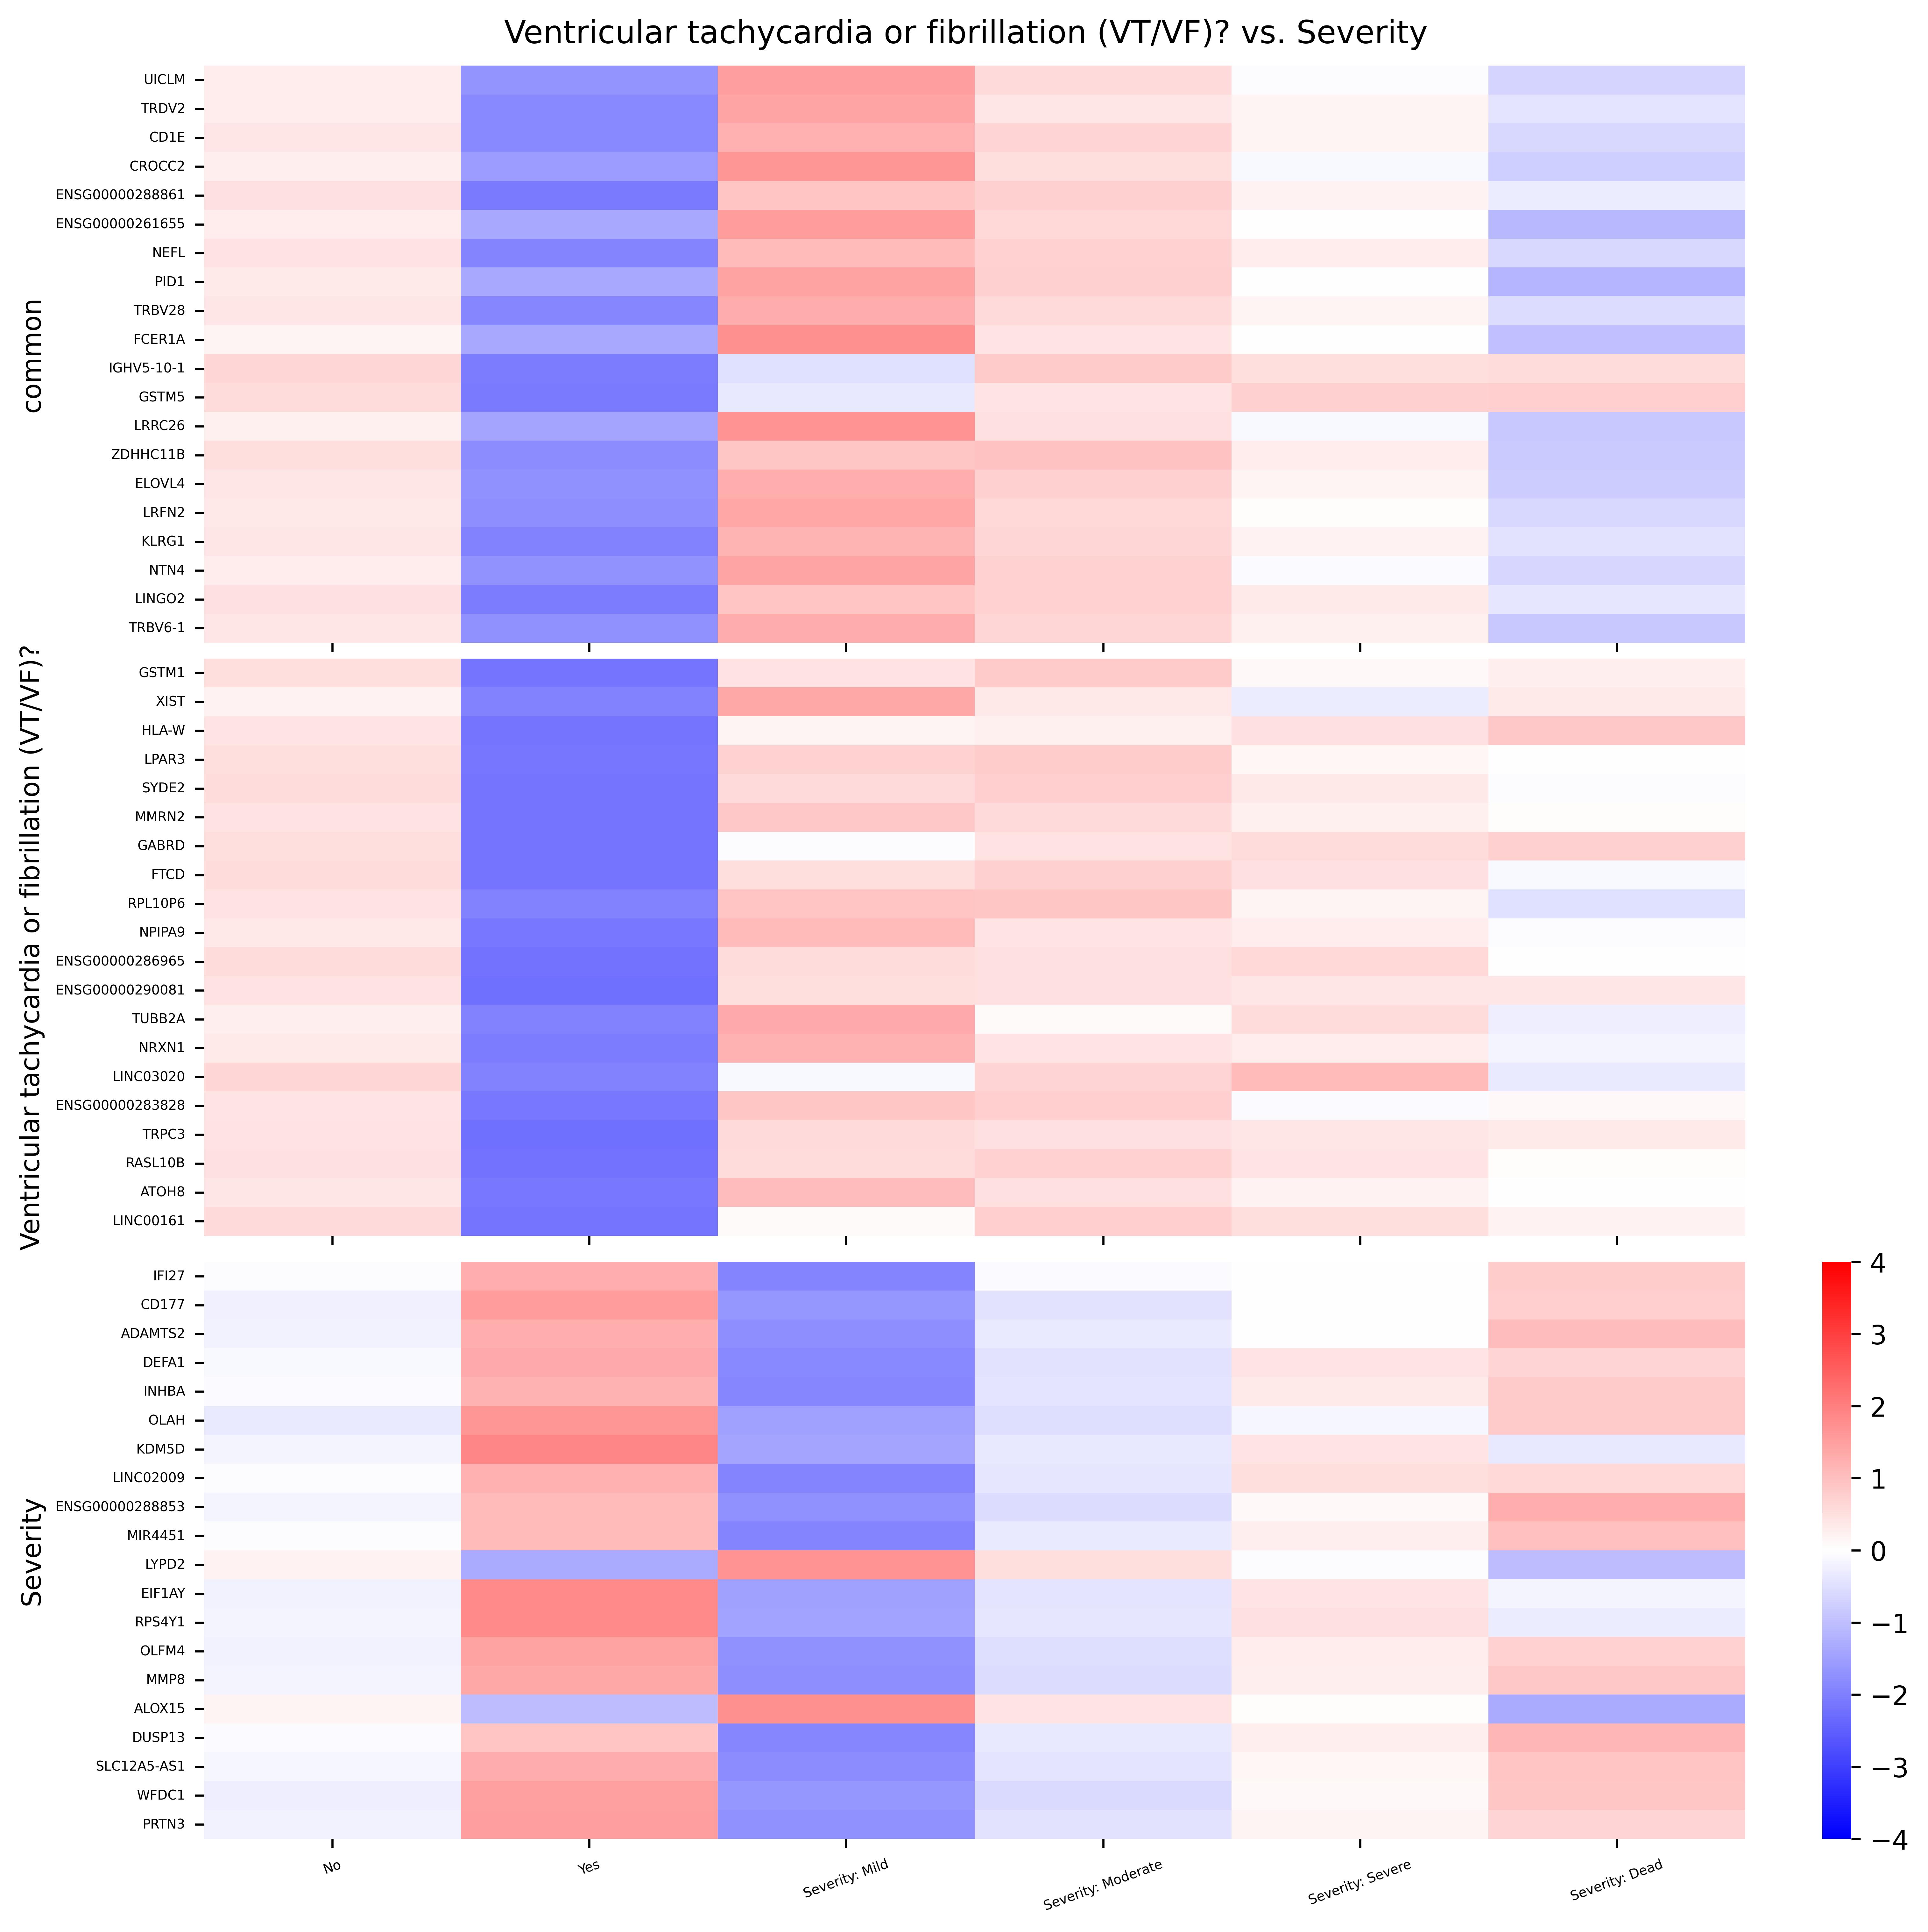 Ventricular tachycardia or fibrillation (VT/VF)? vs. Severity
common
UICLM
TRDV2
CD1E
CROCC2
ENSG00000288861
ENSG00000261655
NEFL
PID1
TRBV28
FCER1A
IGHV5-10-1
GSTM5
LRRC26
ZDHHC11B
ELOVL4
LRFN2
KLRG1
NTN4
LINGO2
TRBV6-1
Ventricular tachycardia or fibrillation (VT/VF)?
GSTM1
XIST
HLA-W
LPAR3
SYDE2
MMRN2
GABRD
FTCD
RPL10P6
NPIPA9
ENSG00000286965
ENSG00000290081
TUBB2A
NRXN1
LINC03020
ENSG00000283828
TRPC3
RASL10B
ATOH8
LINC00161
Severity
IFI27
CD177
ADAMTS2
DEFA1
INHBA
OLAH
KDM5D
LINC02009
ENSG00000288853
MIR4451
LYPD2
EIF1AY
RPS4Y1
OLFM4
MMP8
ALOX15
DUSP13
SLC12A5-AS1
WFDC1
PRTN3
No
Yes
Severity: Mild
Severity: Moderate
Severity: Severe
Severity: Dead
4
3
2
1
0
−1
−2
−3
−4